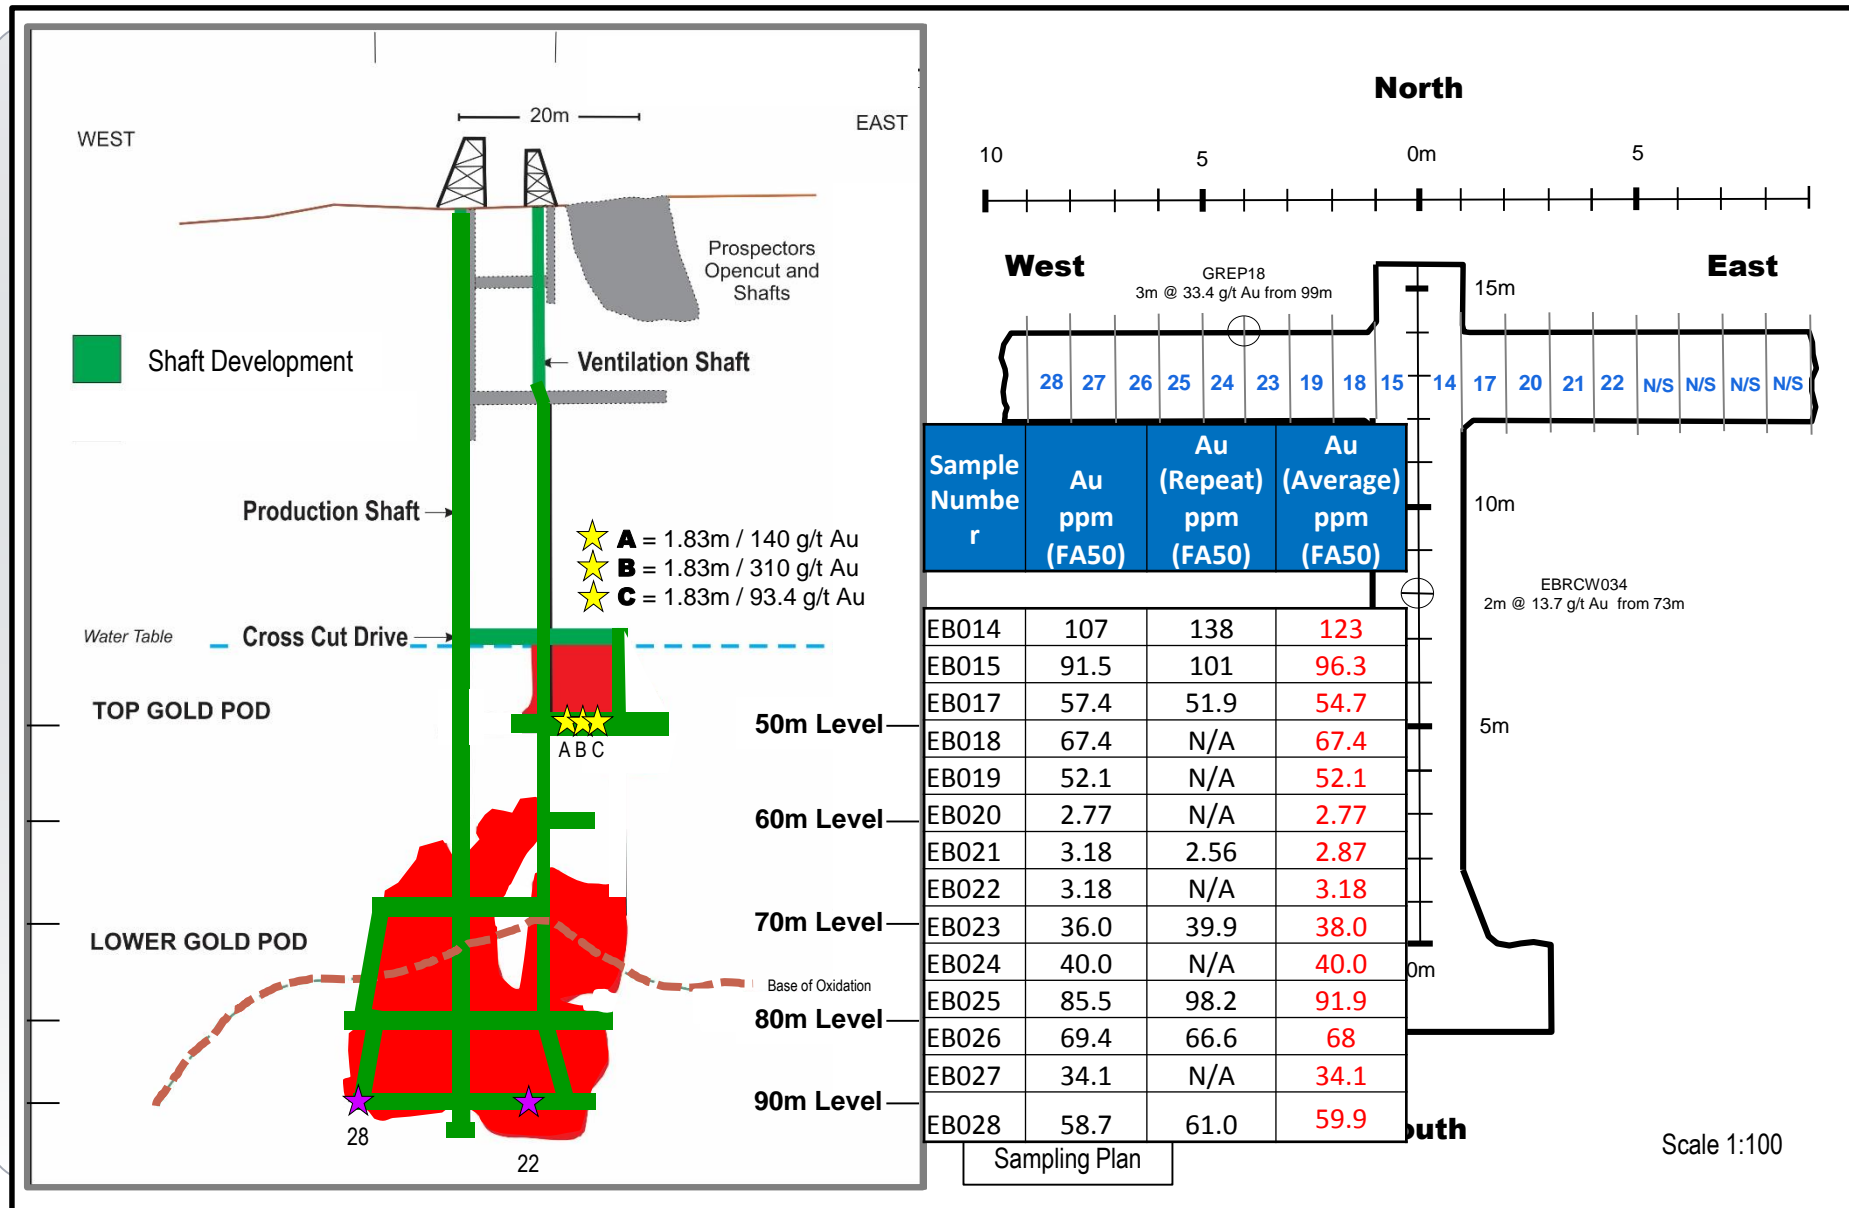 20m
WEST
EAST
Prospectors
Opencut and
Shafts
Shaft Development
Ventilation Shaft
Production Shaft
A = 1.83m / 140 g/t Au
B = 1.83m / 310 g/t Au
C = 1.83m / 93.4 g/t Au
Water Table
Cross Cut Drive
TOP GOLD POD
50m Level
A B C
60m Level
70m Level
LOWER GOLD POD
Base of Oxidation
80m Level
90m Level
28
22
North
10 5 0m 5
West
East
GREP18
3m @ 33.4 g/t Au from 99m
15m
28 27 26 25 24 23 19 18 15 14 17 20 21 22 N/S N/S N/S N/S
10m
EBRCW034
2m @ 13.7 g/t Au from 73m
5m
0m
outh
Scale 1:100
Sample
Numbe
r
Au
ppm
(FA50)
Au
(Repeat)
ppm
(FA50)
Au
(Average)
ppm
(FA50)
EB014 107 138 123
EB015 91.5 101 96.3
EB017 57.4 51.9 54.7
EB018 67.4 N/A 67.4
EB019 52.1 N/A 52.1
EB020 2.77 N/A 2.77
EB021 3.18 2.56 2.87
EB022 3.18 N/A 3.18
EB023 36.0 39.9 38.0
EB024 40.0 N/A 40.0
EB025 85.5 98.2 91.9
EB026 69.4 66.6 68
EB027 34.1 N/A 34.1
EB028 58.7 61.0 59.9
Sampling Plan